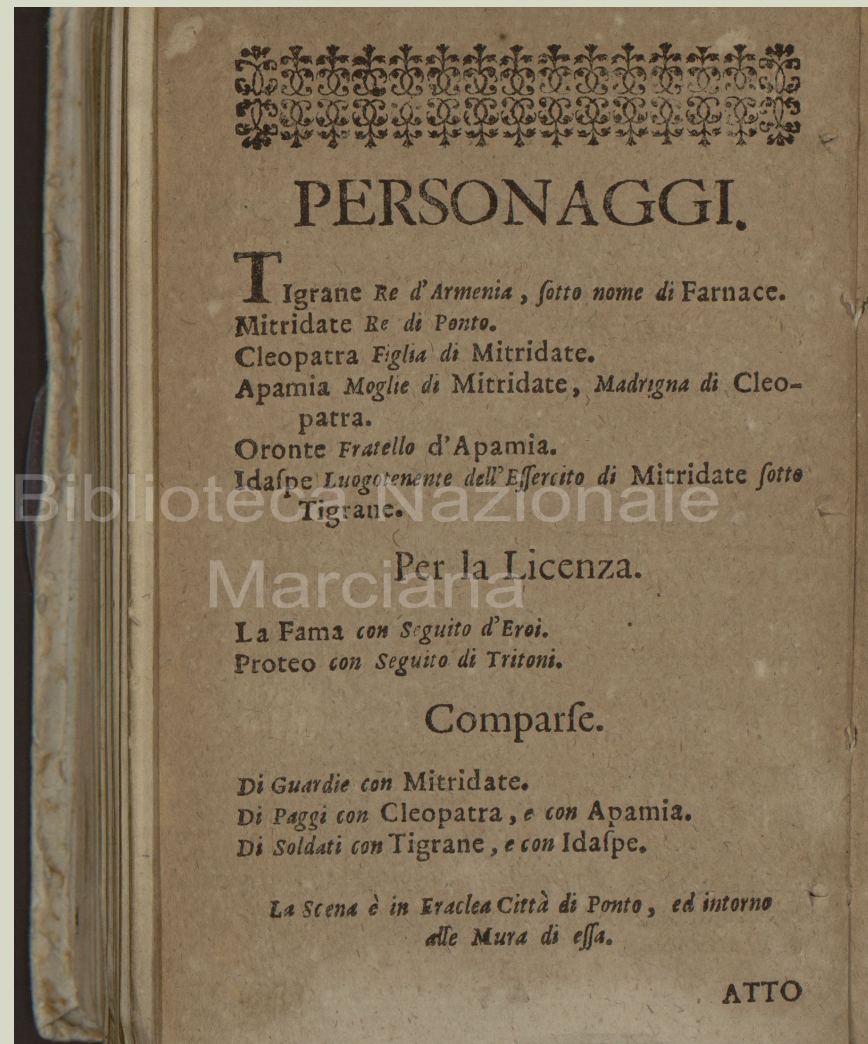 PERSONAGGI.
TIgrane Re d'Armenia, ſotto nome di Farnace.
Mitridate Re di Ponto.
Cleopatra Figlia di Mitridate.
Apamia Moglie di Mitridate, Madrigna di Cleo-
patra.
Oronte Fratello d'Apamia.
Idaſpe Luogotenente dell'Eſſercito di Mitridate ſotto
Tigrane.
Biblioteca Nazionale
Per la Licenza.
Marciana
La Fama con Seguito d'Eroi.
Proteo con Seguito di Tritoni.
Comparſe.
Di Guardie con Mitridate.
Di Paggi con Cleopatra, e con Apamia.
Di Soldati con Tigrane, e con Idaſpe.
La Scena è in Eraclea Città di Ponto, ed intorno
alle Mura di eſſa.
ATTO